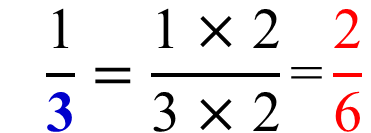 1/3 = 1 × 2 / 3 × 2 = 2/6